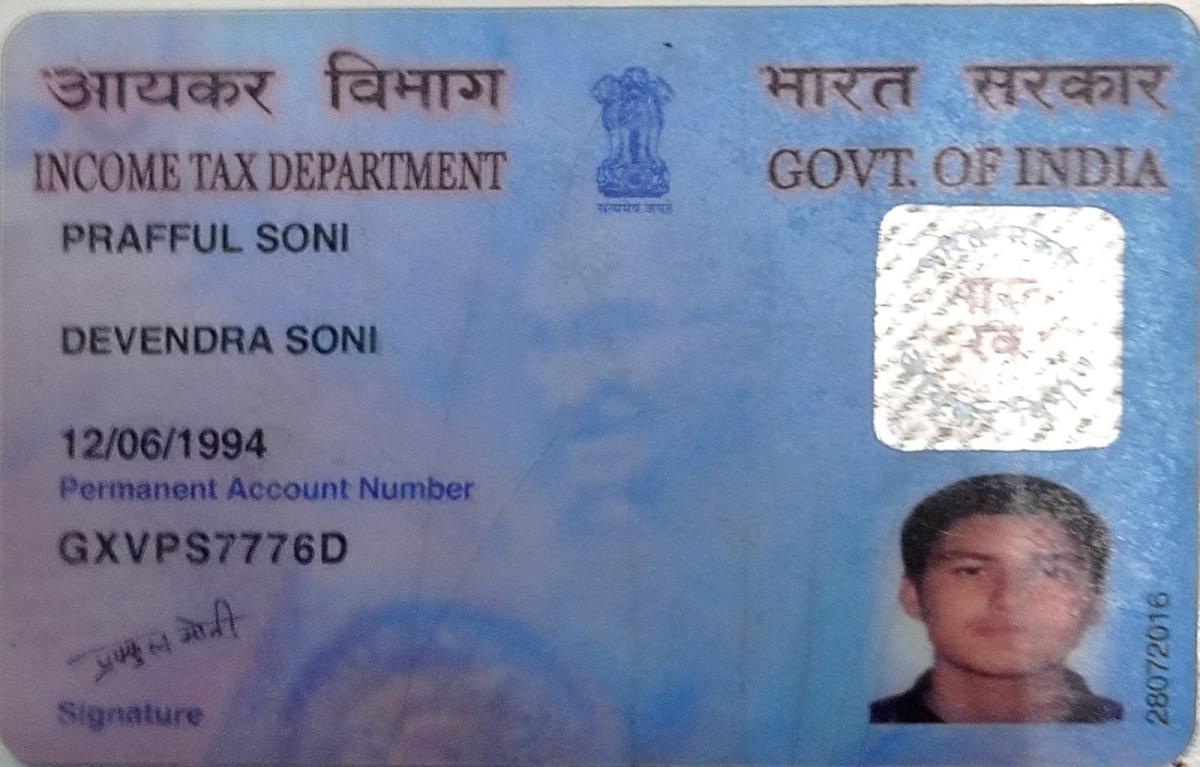 आयकर विभाग
भारत सरकार
INCOME TAX DEPARTMENT
GOVT. OF INDIA
सत्यमेव जयते
PRAFFUL SONI
DEVENDRA SONI
12/06/1994
Permanent Account Number
GXVPS7776D
Signature
28072016